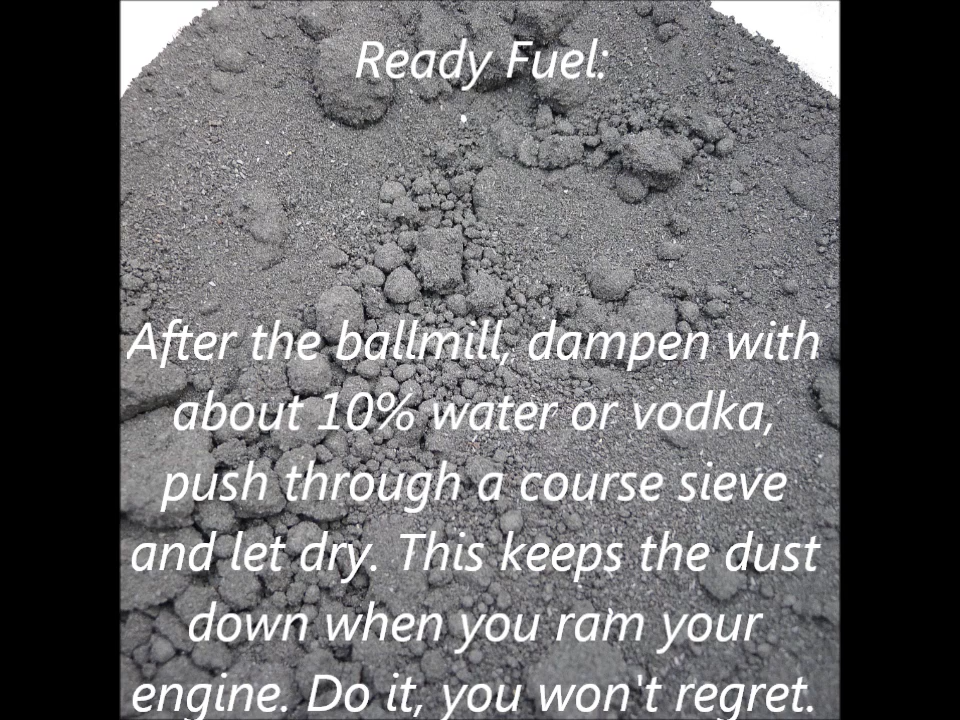 Ready Fuel:
After the ballmill, dampen with
about 10% water or vodka,
push through a course sieve
and let dry. This keeps the dust
down when you ram your
engine. Do it, you won't regret.